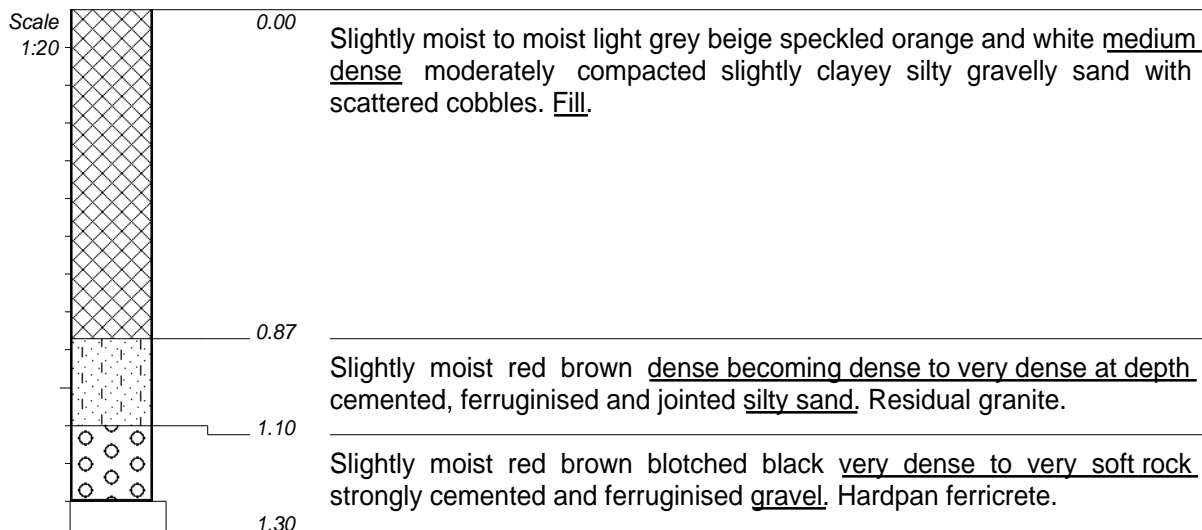 Scale
1:20
0.00
Slightly moist to moist light grey beige speckled orange and white medium
dense moderately compacted slightly clayey silty gravelly sand with
scattered cobbles. Fill.
0.87
Slightly moist red brown dense becoming dense to very dense at depth
cemented, ferruginised and jointed silty sand. Residual granite.
1.10
Slightly moist red brown blotched black very dense to very soft rock
strongly cemented and ferruginised gravel. Hardpan ferricrete.
1.30